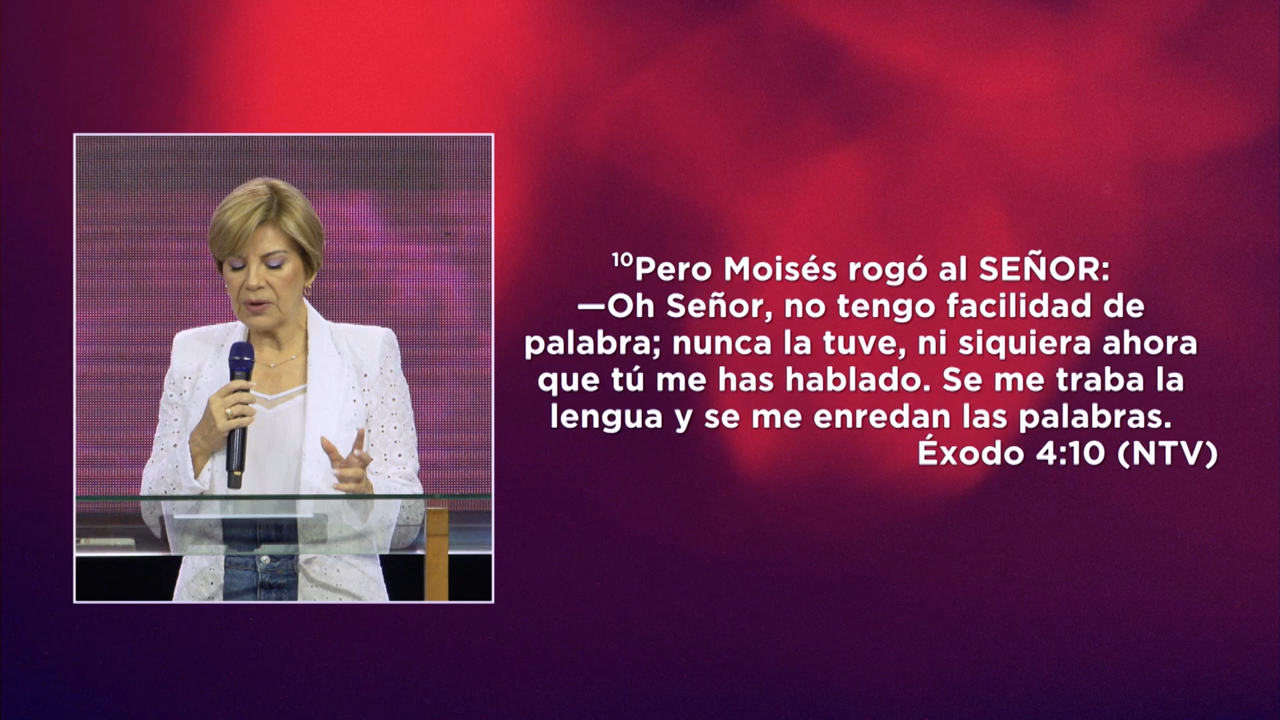 ¹⁰Pero Moisés rogó al SEÑOR:
—Oh Señor, no tengo facilidad de
palabra; nunca la tuve, ni siquiera ahora
que tú me has hablado. Se me traba la
lengua y se me enredan las palabras.
Éxodo 4:10 (NTV)